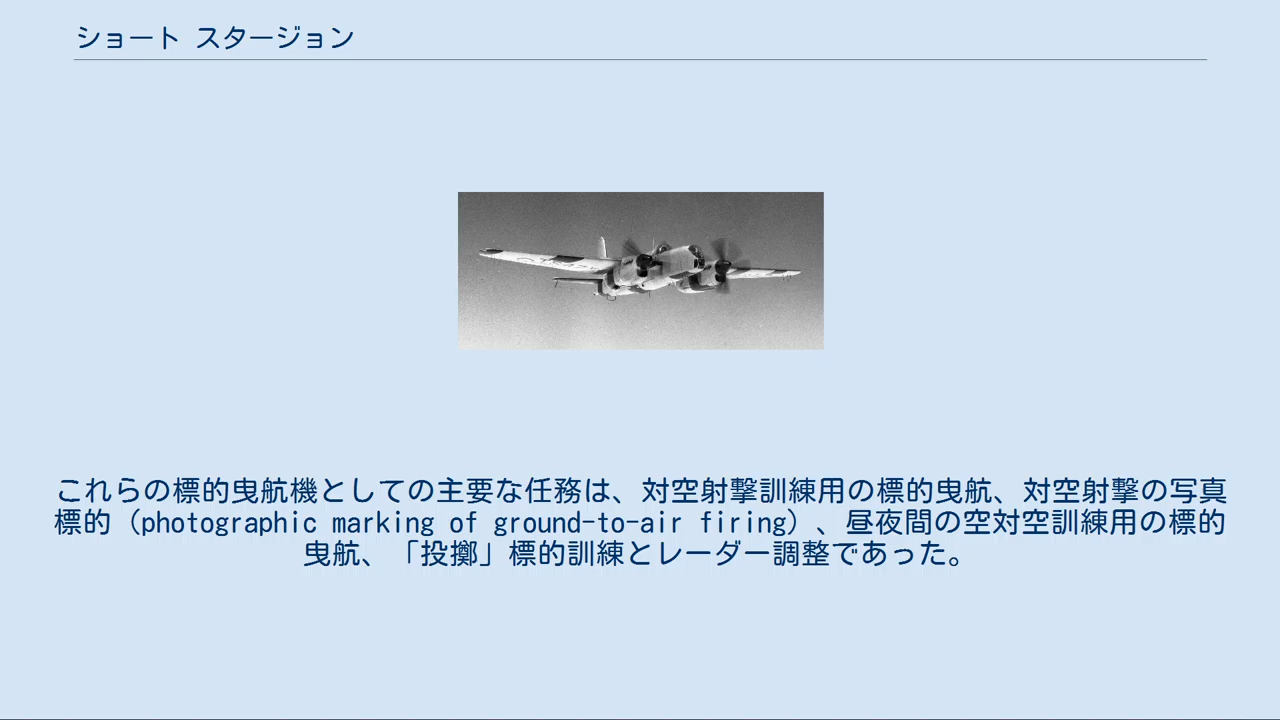 ショート スタージョン
これらの標的曳航機としての主要な任務は、対空射撃訓練用の標的曳航、対空射撃の写真
標的（photographic marking of ground-to-air firing）、昼夜間の空対空訓練用の標的
曳航、「投擲」標的訓練とレーダー調整であった。